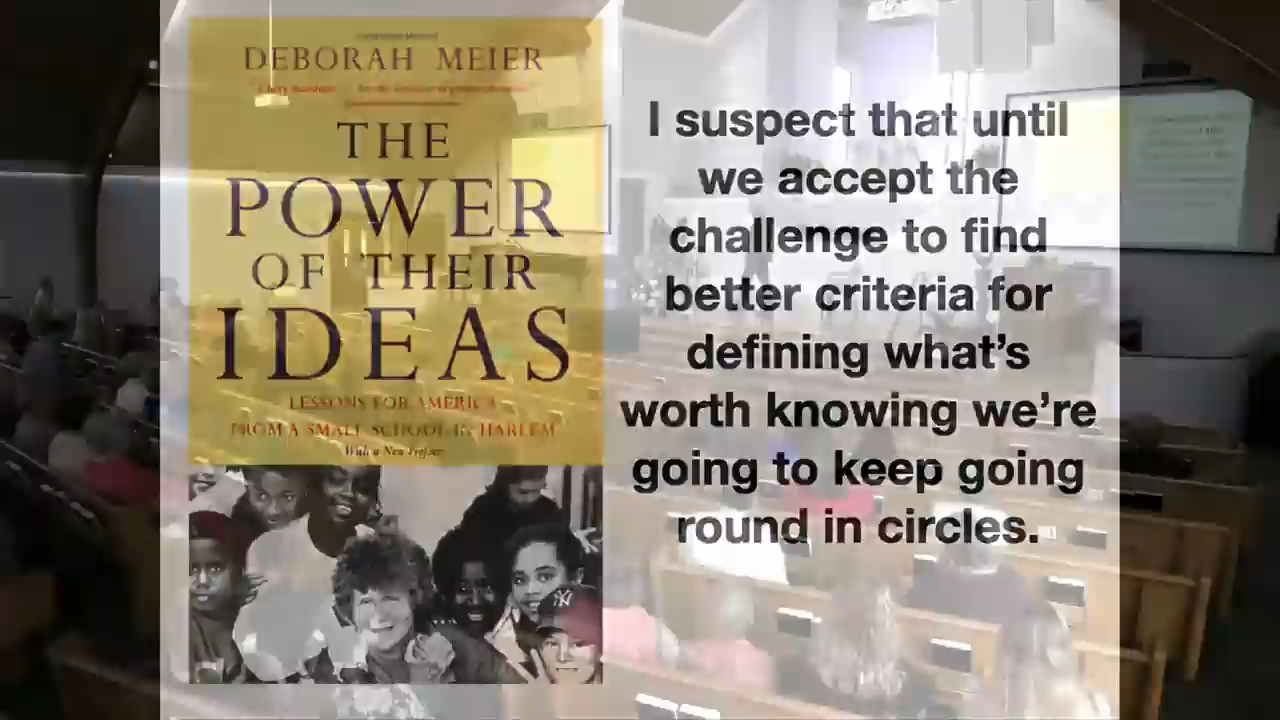 DEBORAH MEIER
THE
POWER
OF THEIR
IDEAS
LESSONS FOR AMERICA
FROM A SMALL SCHOOL IN HARLEM
With a New Preface
I suspect that until
we accept the
challenge to find
better criteria for
defining what's
worth knowing we're
going to keep going
round in circles.